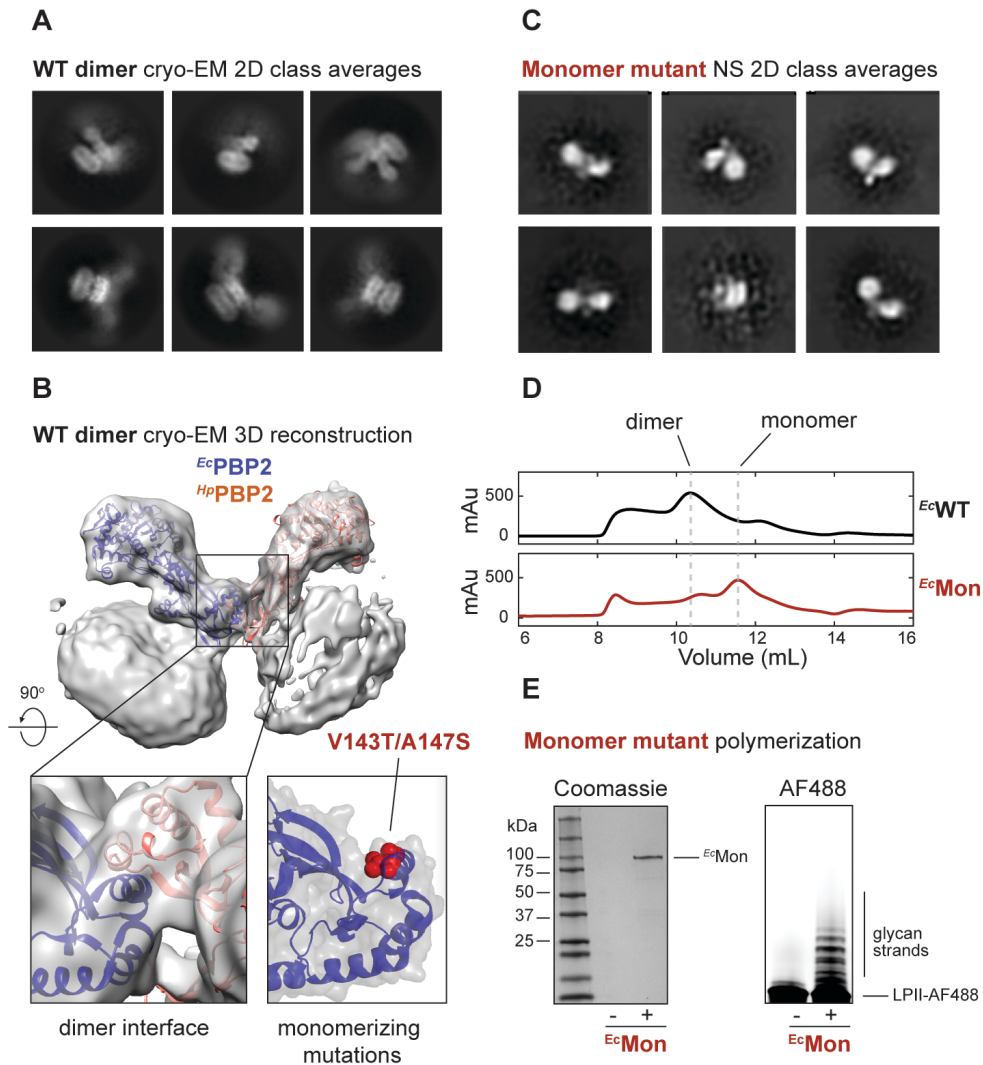 A
WT dimer cryo-EM 2D class averages
B
WT dimer cryo-EM 3D reconstruction
EcPBP2
HpPBP2
90°
V143T/A147S
dimer interface
monomerizing
mutations
C
Monomer mutant NS 2D class averages
D
dimer
monomer
500
0
mAu
EcWT
500
0
mAu
EcMon
6
8
10
12
14
16
Volume (mL)
E
Monomer mutant polymerization
Coomassie
AF488
kDa
100
75
50
37
25
EcMon
glycan
strands
LPII-AF488
- +
EcMon
- +
EcMon